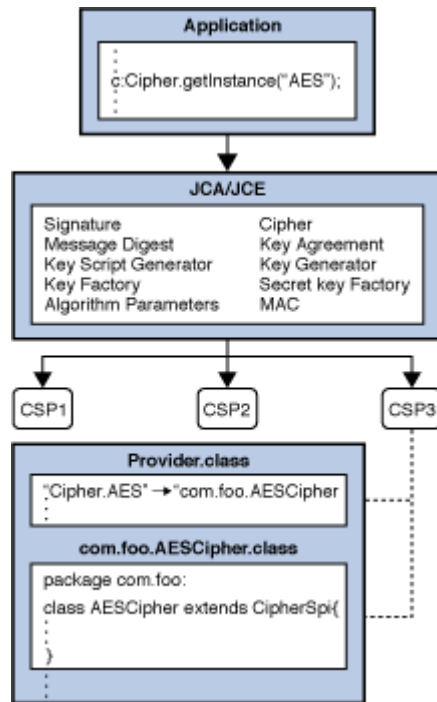 Application
c:Cipher.getInstance("AES");
JCA/JCE
Signature
Message Digest
Key Script Generator
Key Factory
Algorithm Parameters
Cipher
Key Agreement
Key Generator
Secret key Factory
MAC
CSP1
CSP2
CSP3
Provider.class
"Cipher.AES" → "com.foo.AESCipher
com.foo.AESCipher.class
package com.foo:
class AESCipher extends CipherSpi{
}